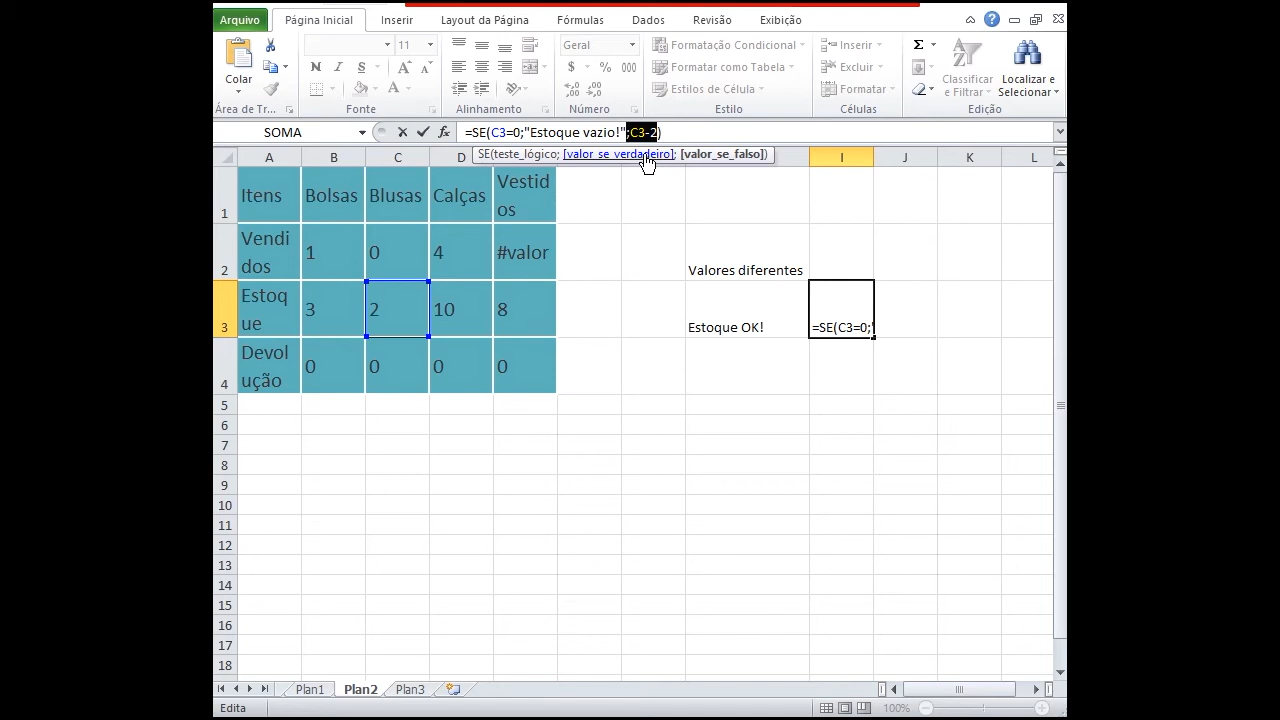 Arquivo Página Inicial Inserir Layout da Página Fórmulas Dados Revisão Exibição
11 Geral Formatação Condicional Inserir Σ
Colar N I S A A $ % 000 Formatar como Tabela Excluir Classificar e Filtrar Localizar e Selecionar
Estilos de Célula Formatar
Área de Tr... Fonte Alinhamento Número Estilo Células Edição
SOMA fx =SE(C3=0;"Estoque vazio!";C3-2)
SE(teste_lógico; [valor_se_verdadeiro]; [valor_se_falso])
A B C D I J K L
1 Itens Bolsas Blusas Calças Vestidos
2 Vendidos 1 0 4 #valor Valores diferentes
3 Estoque 3 2 10 8 Estoque OK! =SE(C3=0;"
4 Devolução 0 0 0 0
5
6
7
8
9
10
11
12
13
14
15
16
17
18
Plan1 Plan2 Plan3
Edita 100%